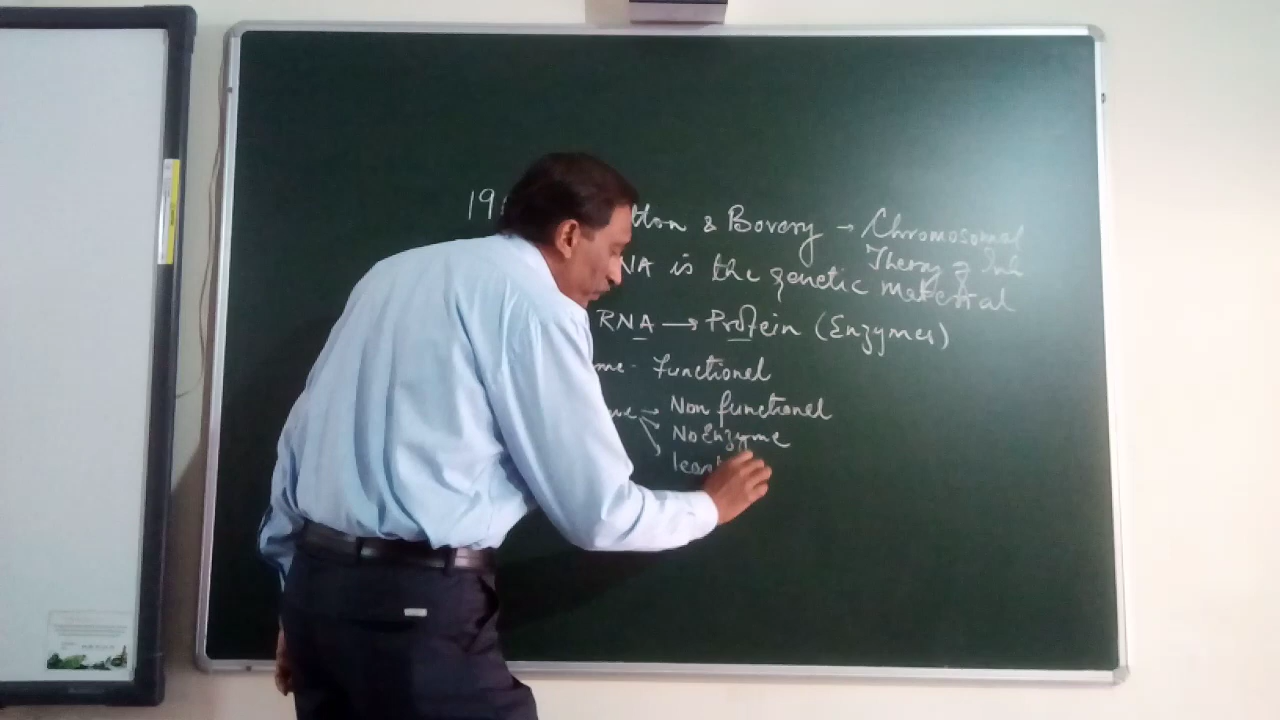 19
tton & Bovery → Chromosomal
Theory of Inh
NA is the genetic material
RNA → Protein (Enzymes)
me - Functional
→ Non functional
No Enzyme